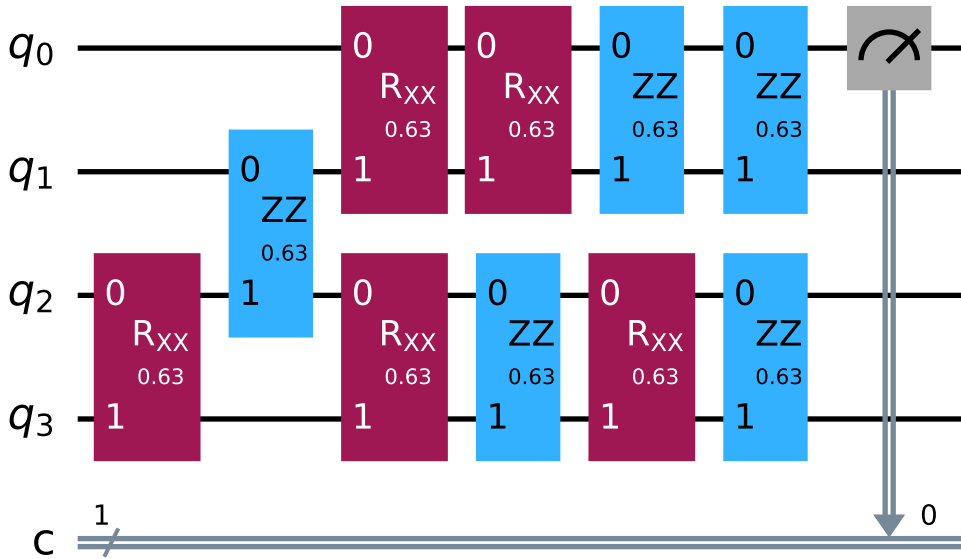 q0 0 0 0 0
RXX RXX ZZ ZZ
0.63 0.63 0.63 0.63
q1 0 1 1 1 1
ZZ
0.63
q2 0 1 0 0 0 0
RXX RXX ZZ RXX ZZ
0.63 0.63 0.63 0.63 0.63
q3 1 1 1 1 1
1 0
c